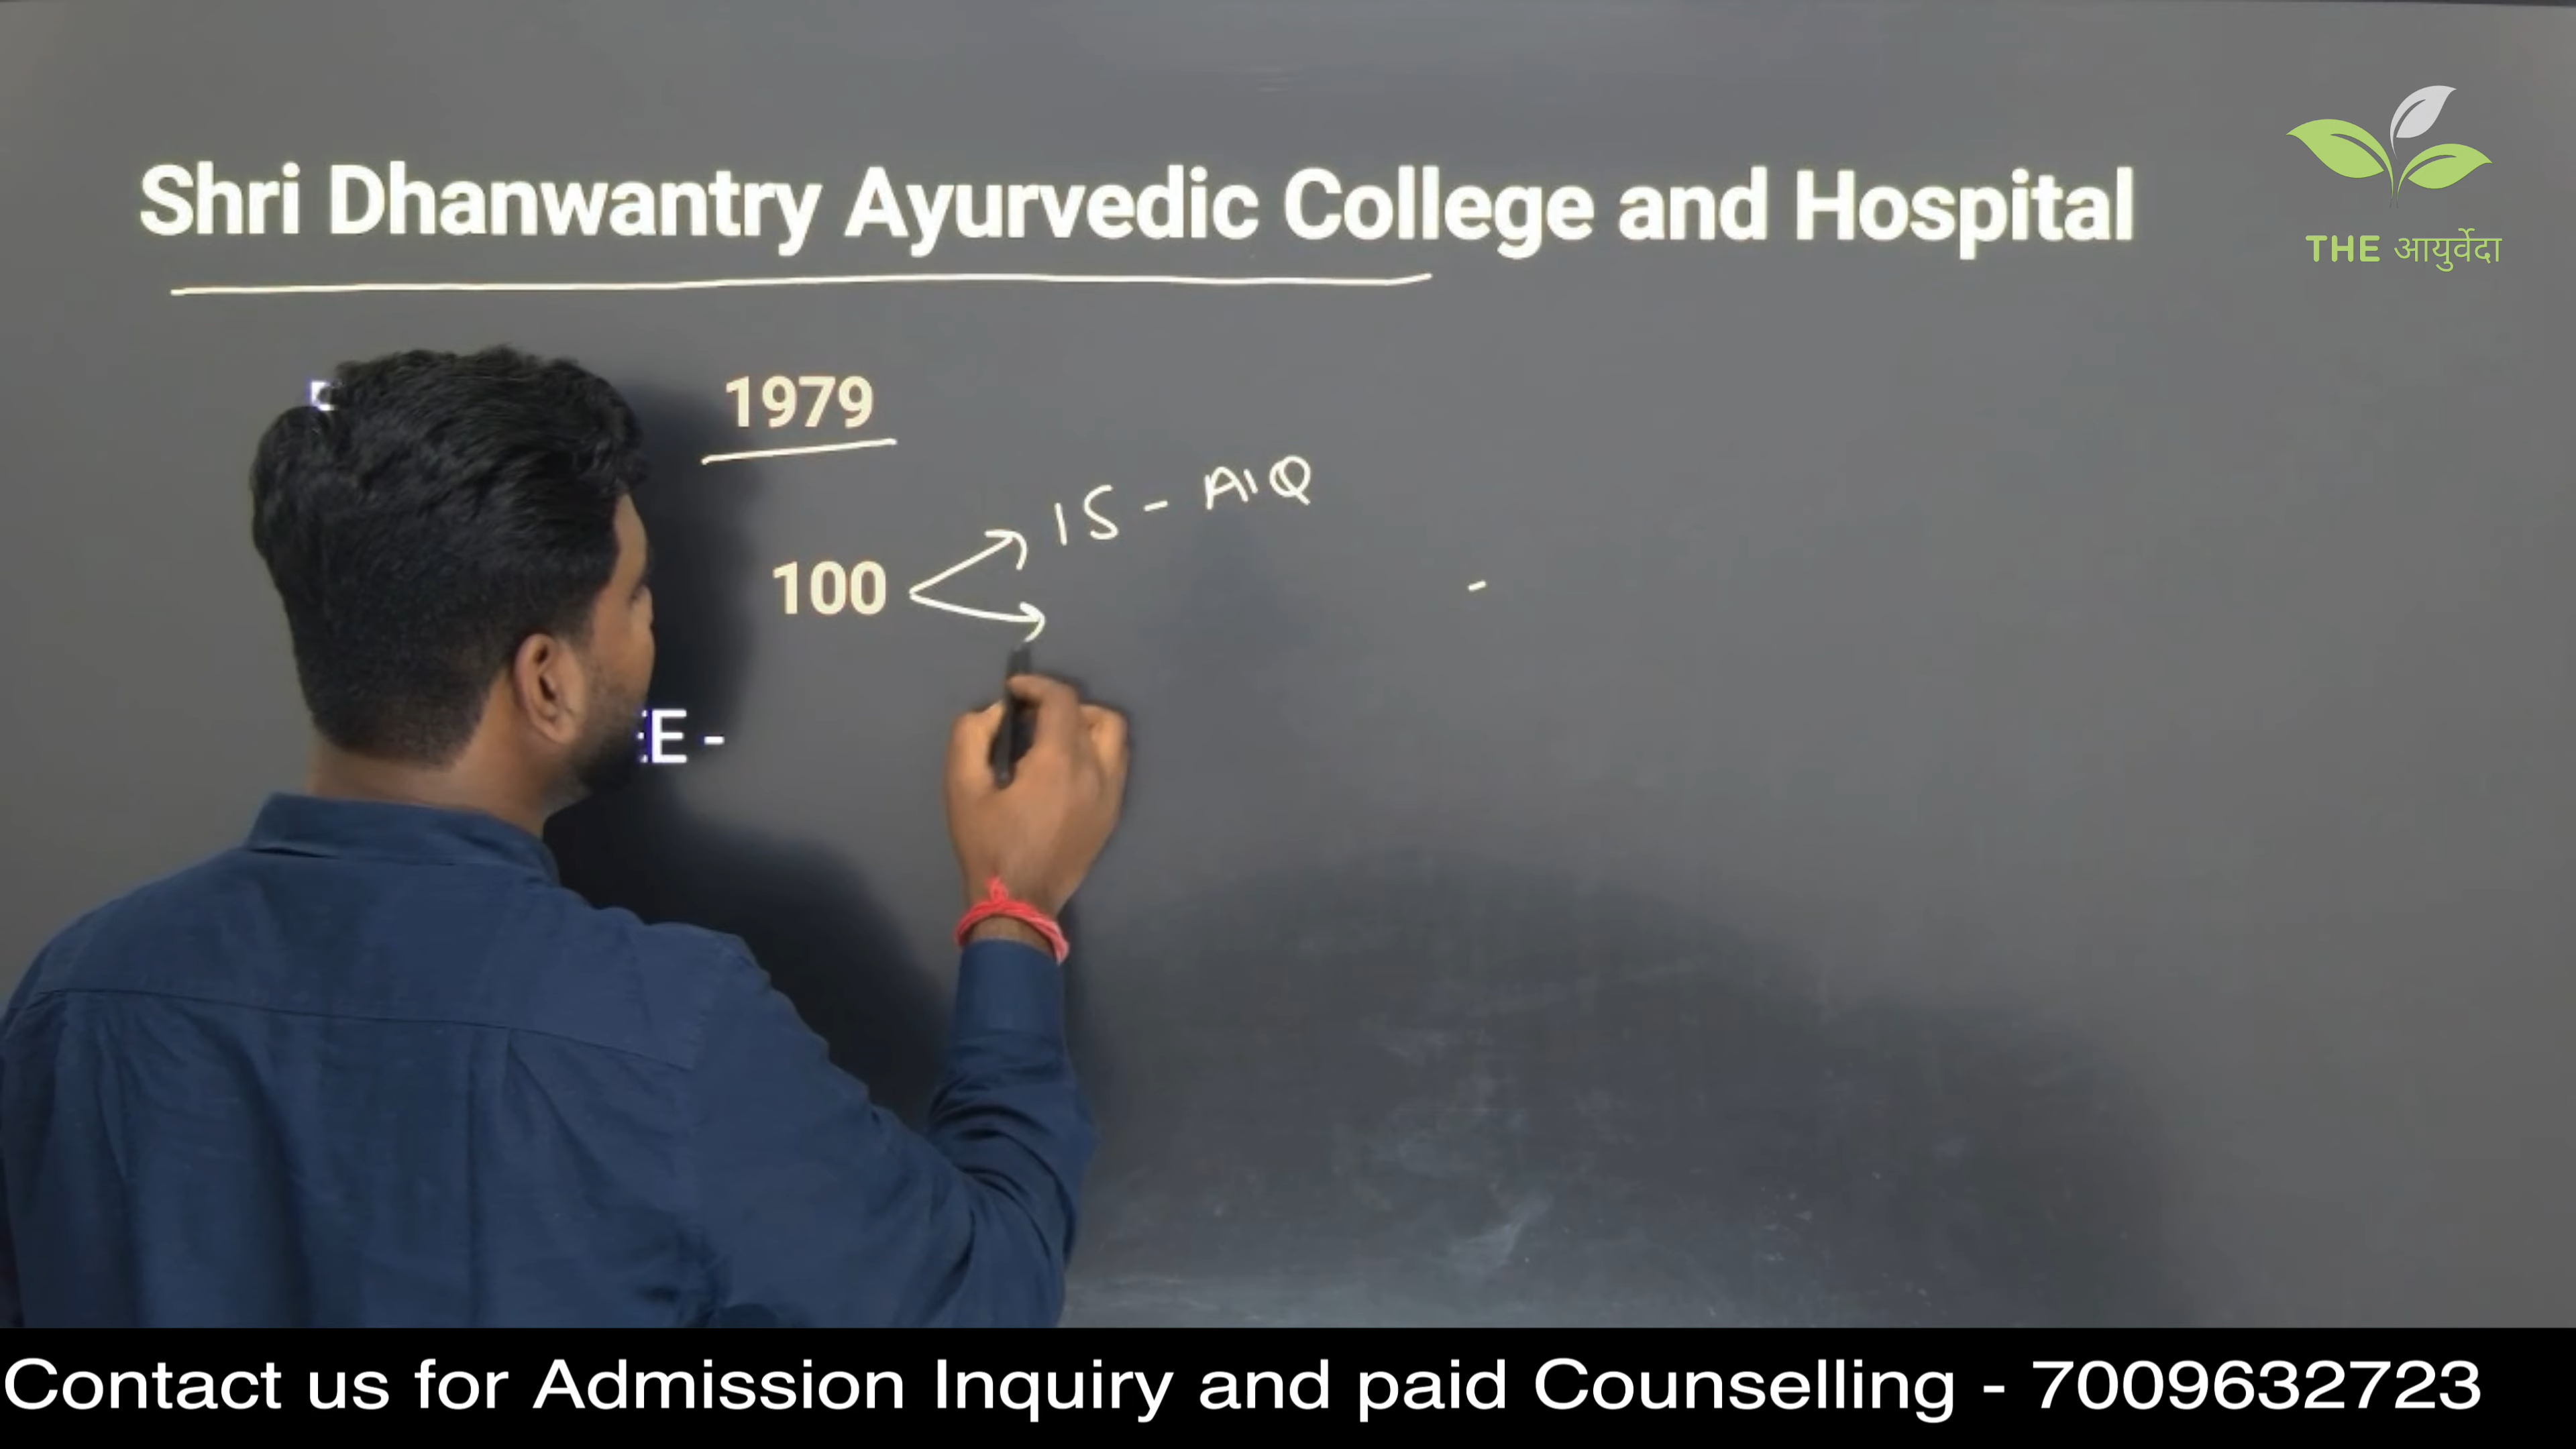 Shri Dhanwantry Ayurvedic College and Hospital
THE आयुर्वेदा
1979
15 - AIQ
100
-
EE -
Contact us for Admission Inquiry and paid Counselling - 7009632723